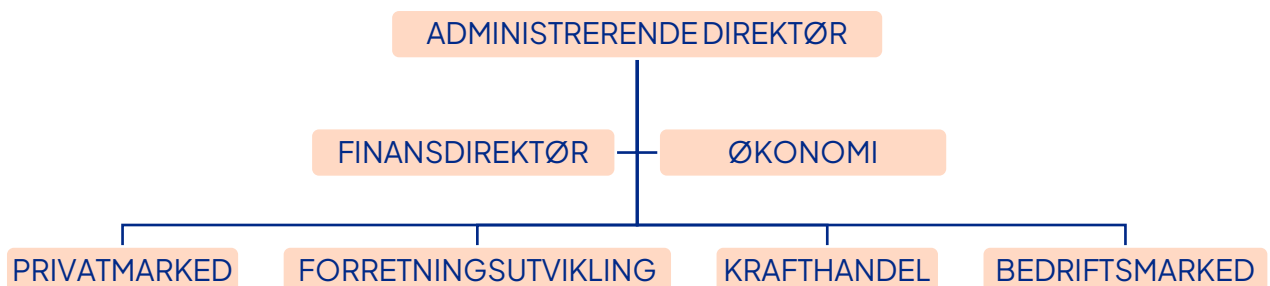 ADMINISTRERENDE DIREKTØR
FINANSDIREKTØR ØKONOMI
PRIVATMARKED FORRETNINGSUTVIKLING KRAFTHANDEL BEDRIFTSMARKED